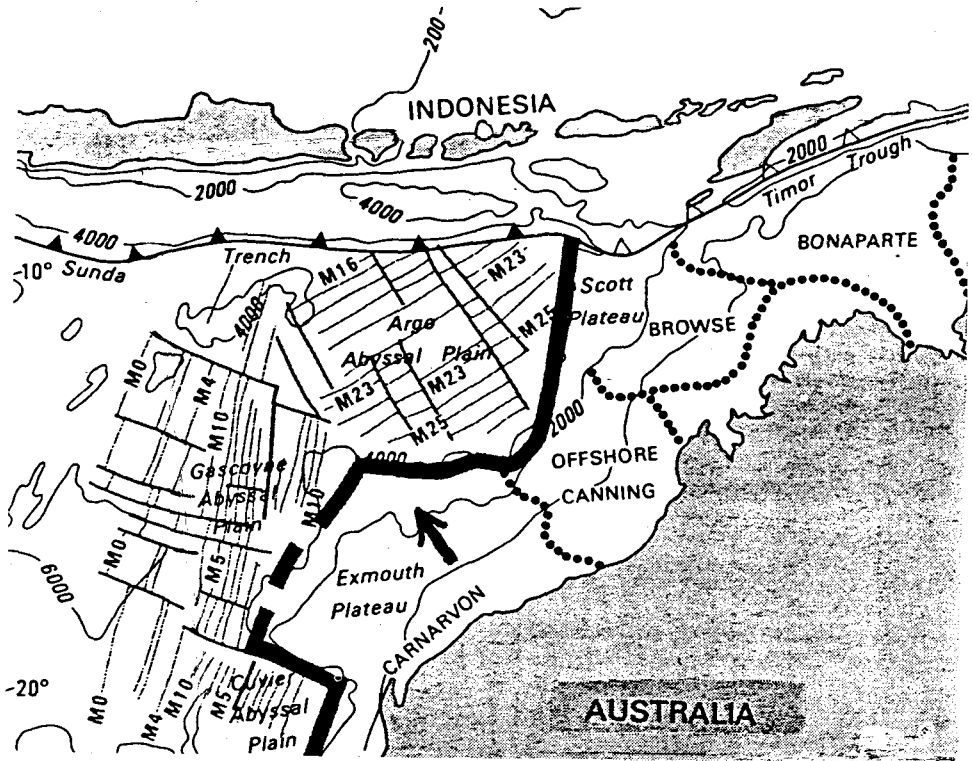 200
INDONESIA
2000
Timor Trough
2000
4000
4000
BONAPARTE
-10° Sunda
Trench
M16
M23
Scott
Plateau
4000
M25
Argo
Abyssal Plain
BROWSE
M0
M4
M23
M23
M10
M25
2000
4000
OFFSHORE
CANNING
Gascoyne
Abyssal
Plain
M10
M0
M5
6000
Exmouth
Plateau
CARNARVON
-20°
M0
M4
M10
M5
Cuvier
Abyssal
Plain
AUSTRALIA